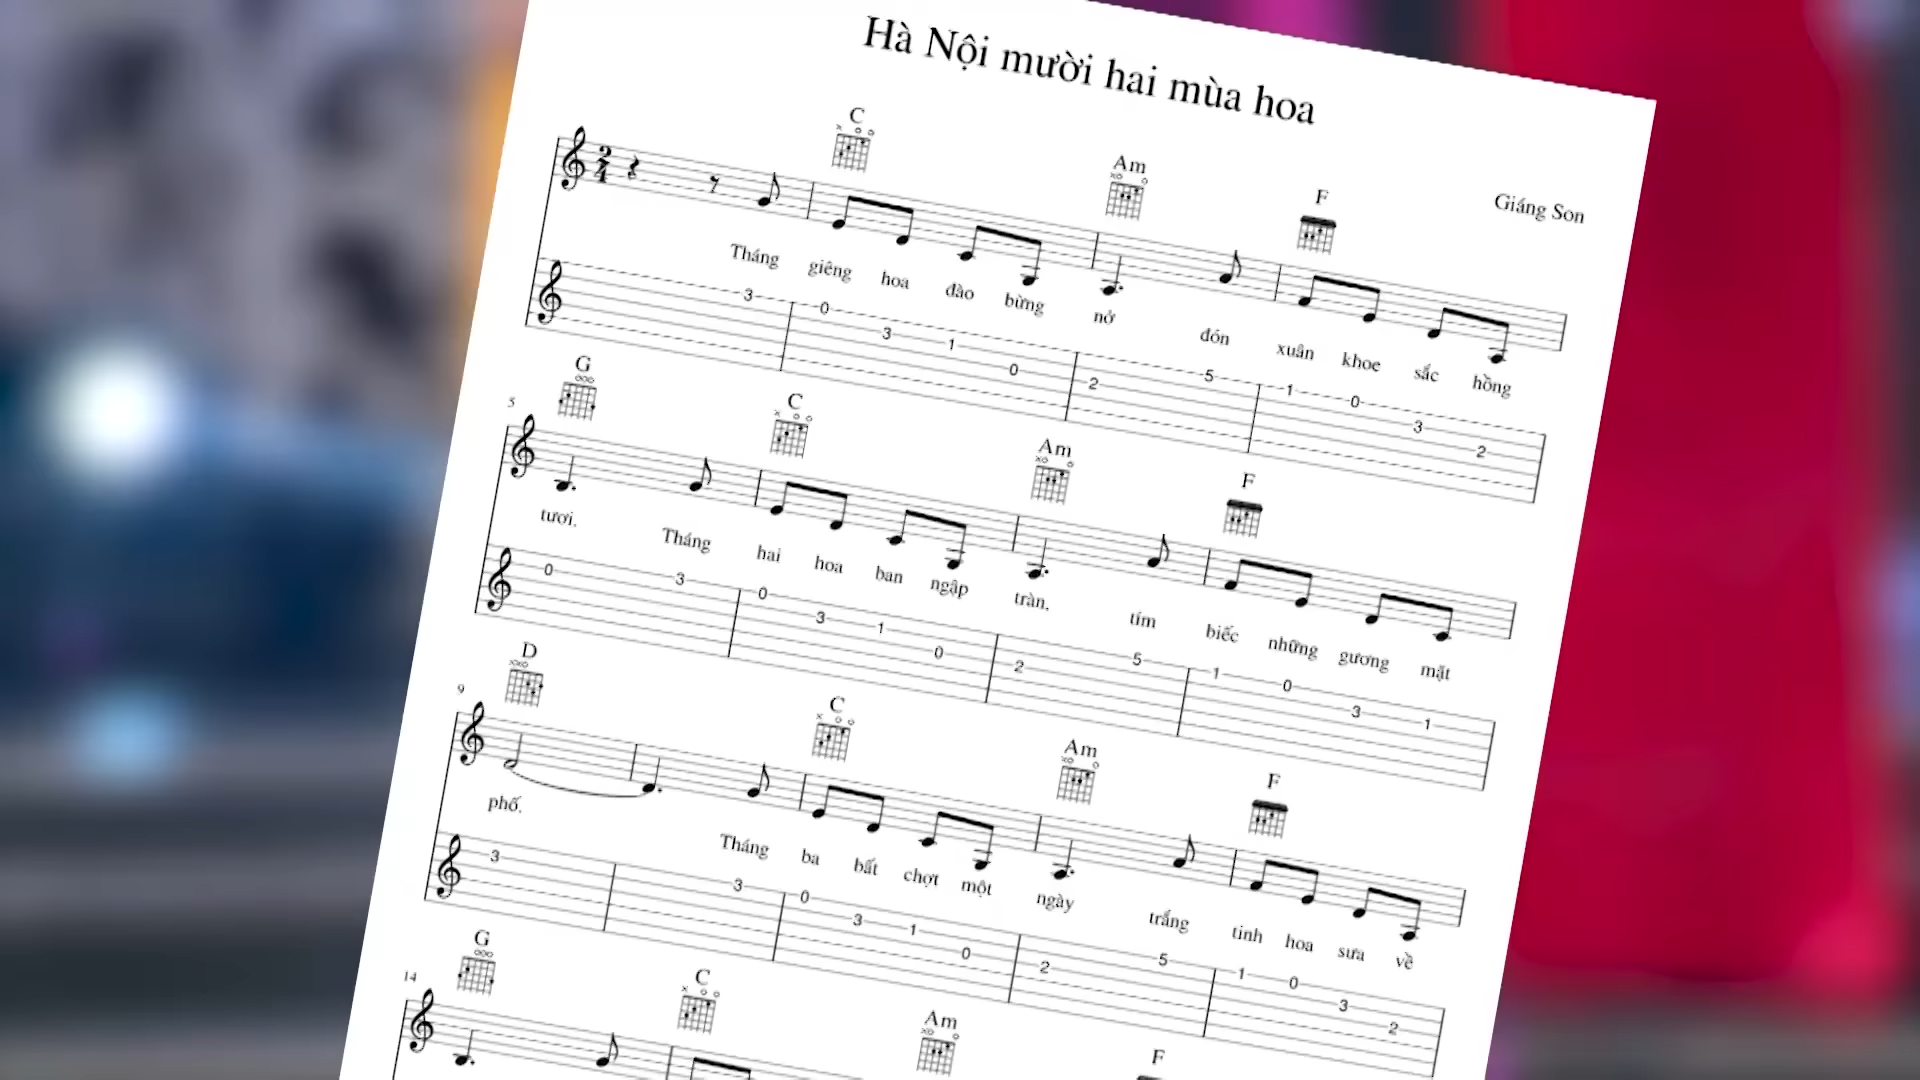 Hà Nội mười hai mùa hoa
Giáng Son
C Am F
Tháng giêng hoa đào bừng nở đón xuân khoe sắc hồng
3 0 3 1 0 2 5 1 0 3 2
5
G C Am F
tươi. Tháng hai hoa ban ngập tràn, tím biếc những gương mặt
0 3 0 3 1 0 2 5 1 0 3 1
9
D C Am F
phố. Tháng ba bất chợt một ngày trắng tinh hoa sưa về
3 3 0 3 1 0 2 5 1 0 3 2
14
G C Am F